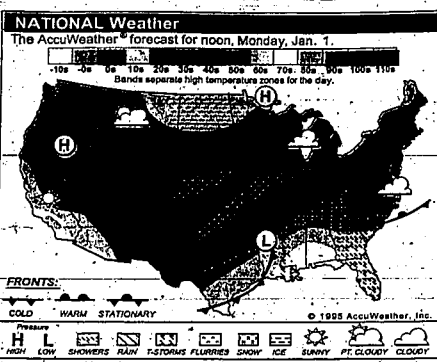 NATIONAL Weather
The AccuWeather® forecast for noon, Monday, Jan. 1.
-10s -0s 0s 10s 20s 30s 40s 50s 60s 70s 80s 90s 100s 110s
Bands separate high temperature zones for the day.
H
H
L
FRONTS:
COLD WARM STATIONARY
© 1995 AccuWeather, Inc.
Pressure
H L
HIGH LOW SHOWERS RAIN T-STORMS FLURRIES SNOW ICE SUNNY PT. CLOUDY CLOUDY